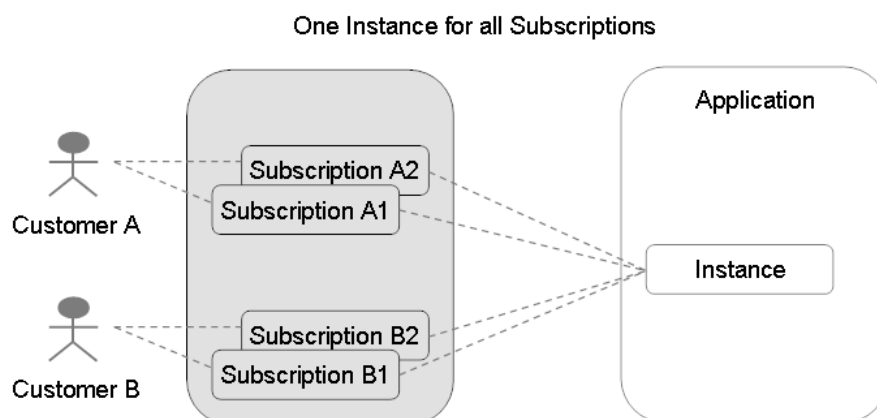 One Instance for all Subscriptions
Application
Subscription A2
Subscription A1
Customer A
Instance
Subscription B2
Subscription B1
Customer B